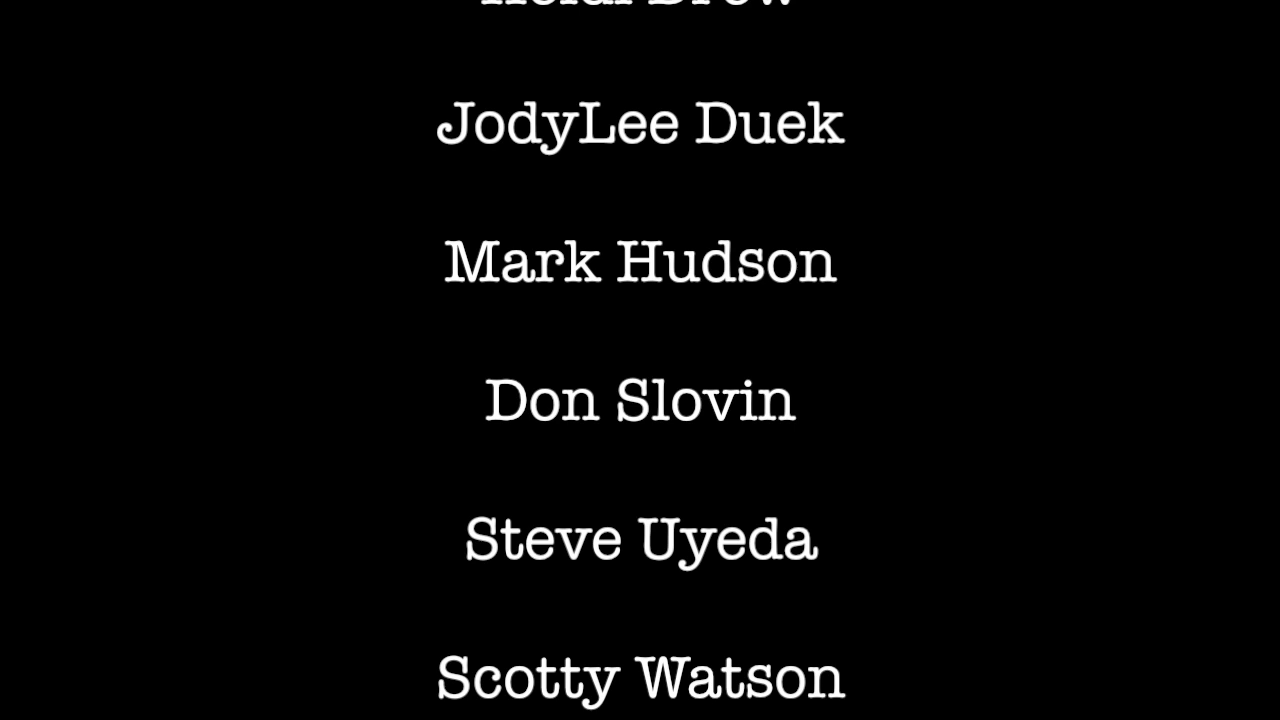 JodyLee Duek
Mark Hudson
Don Slovin
Steve Uyeda
Scotty Watson